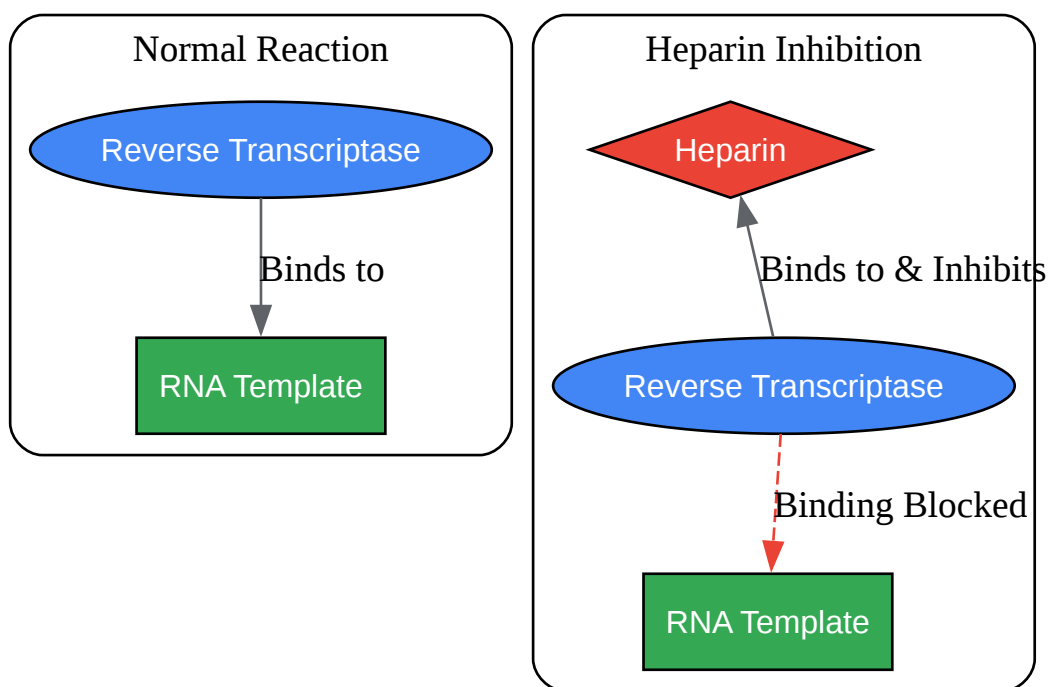 Normal Reaction
Reverse Transcriptase
Binds to
RNA Template
Heparin Inhibition
Heparin
Binds to & Inhibits
Reverse Transcriptase
Binding Blocked
RNA Template